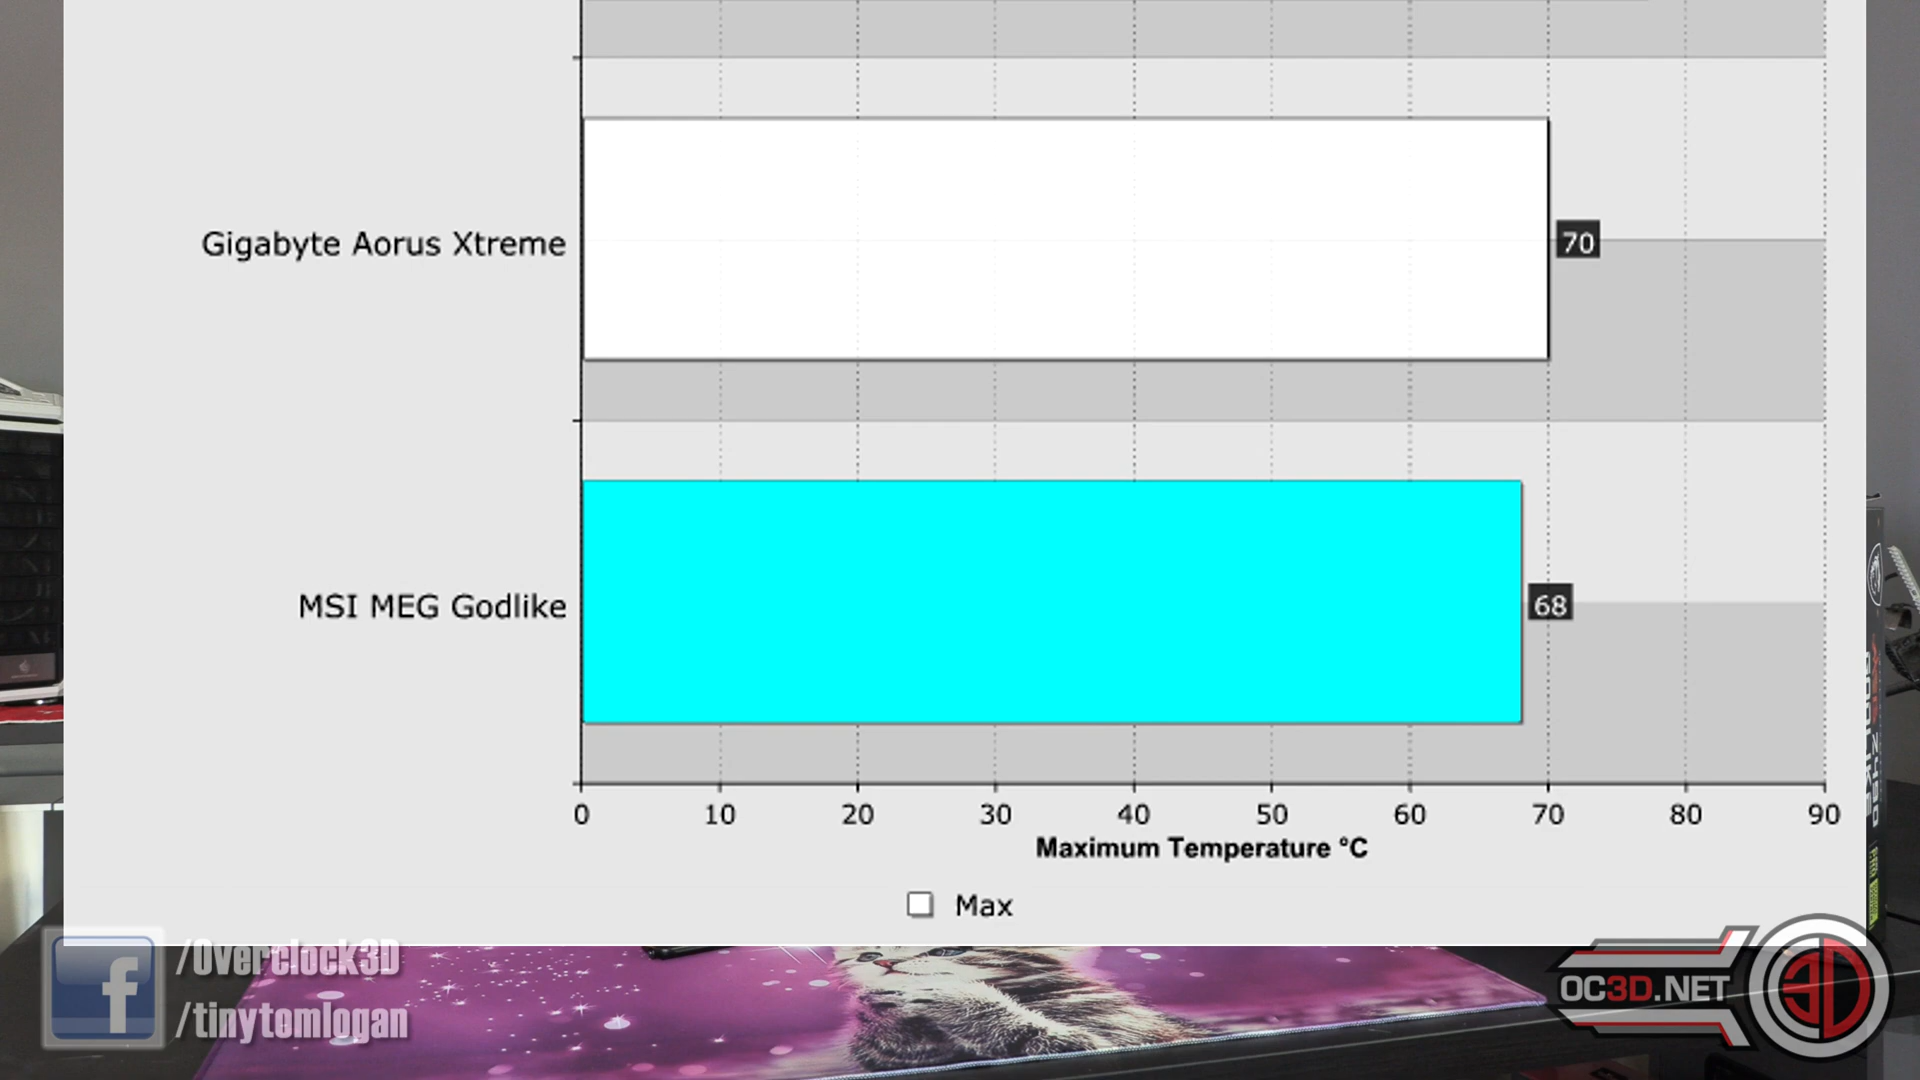 Gigabyte Aorus Xtreme
70
MSI MEG Godlike
68
0 10 20 30 40 50 60 70 80 90
Maximum Temperature °C
Max
f /Overclock3D
/tinytomlogan
OC3D.NET
3D